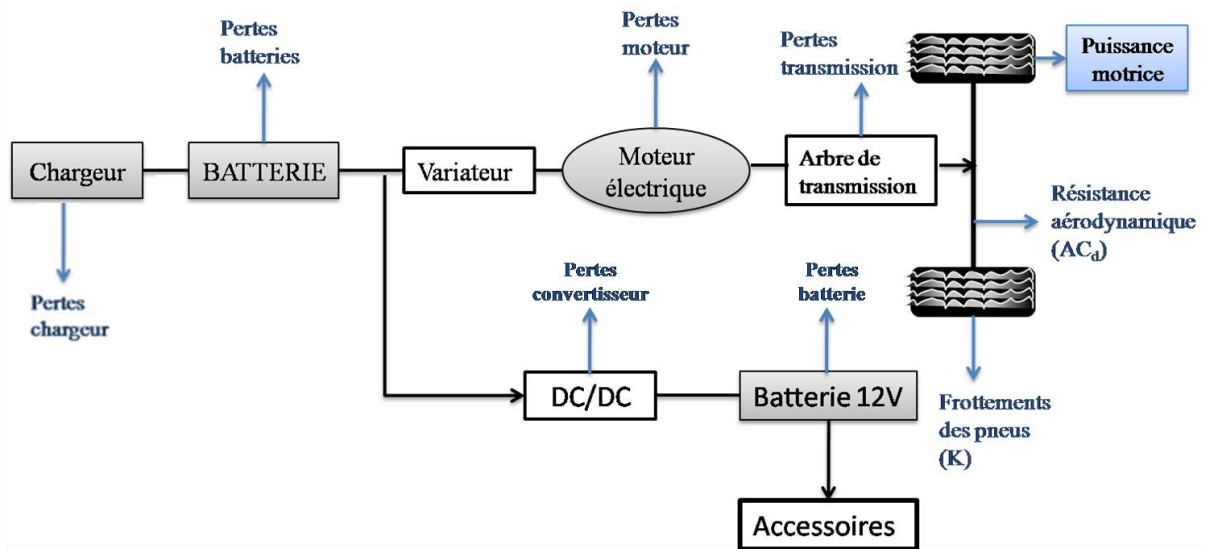 Pertes
batteries
Pertes
moteur
Pertes
transmission
Puissance
motrice
Chargeur
BATTERIE
Variateur
Moteur
électrique
Arbre de
transmission
Résistance
aérodynamique
(ACd)
Pertes
chargeur
Pertes
convertisseur
Pertes
batterie
DC/DC
Batterie 12V
Frottements
des pneus
(K)
Accessoires